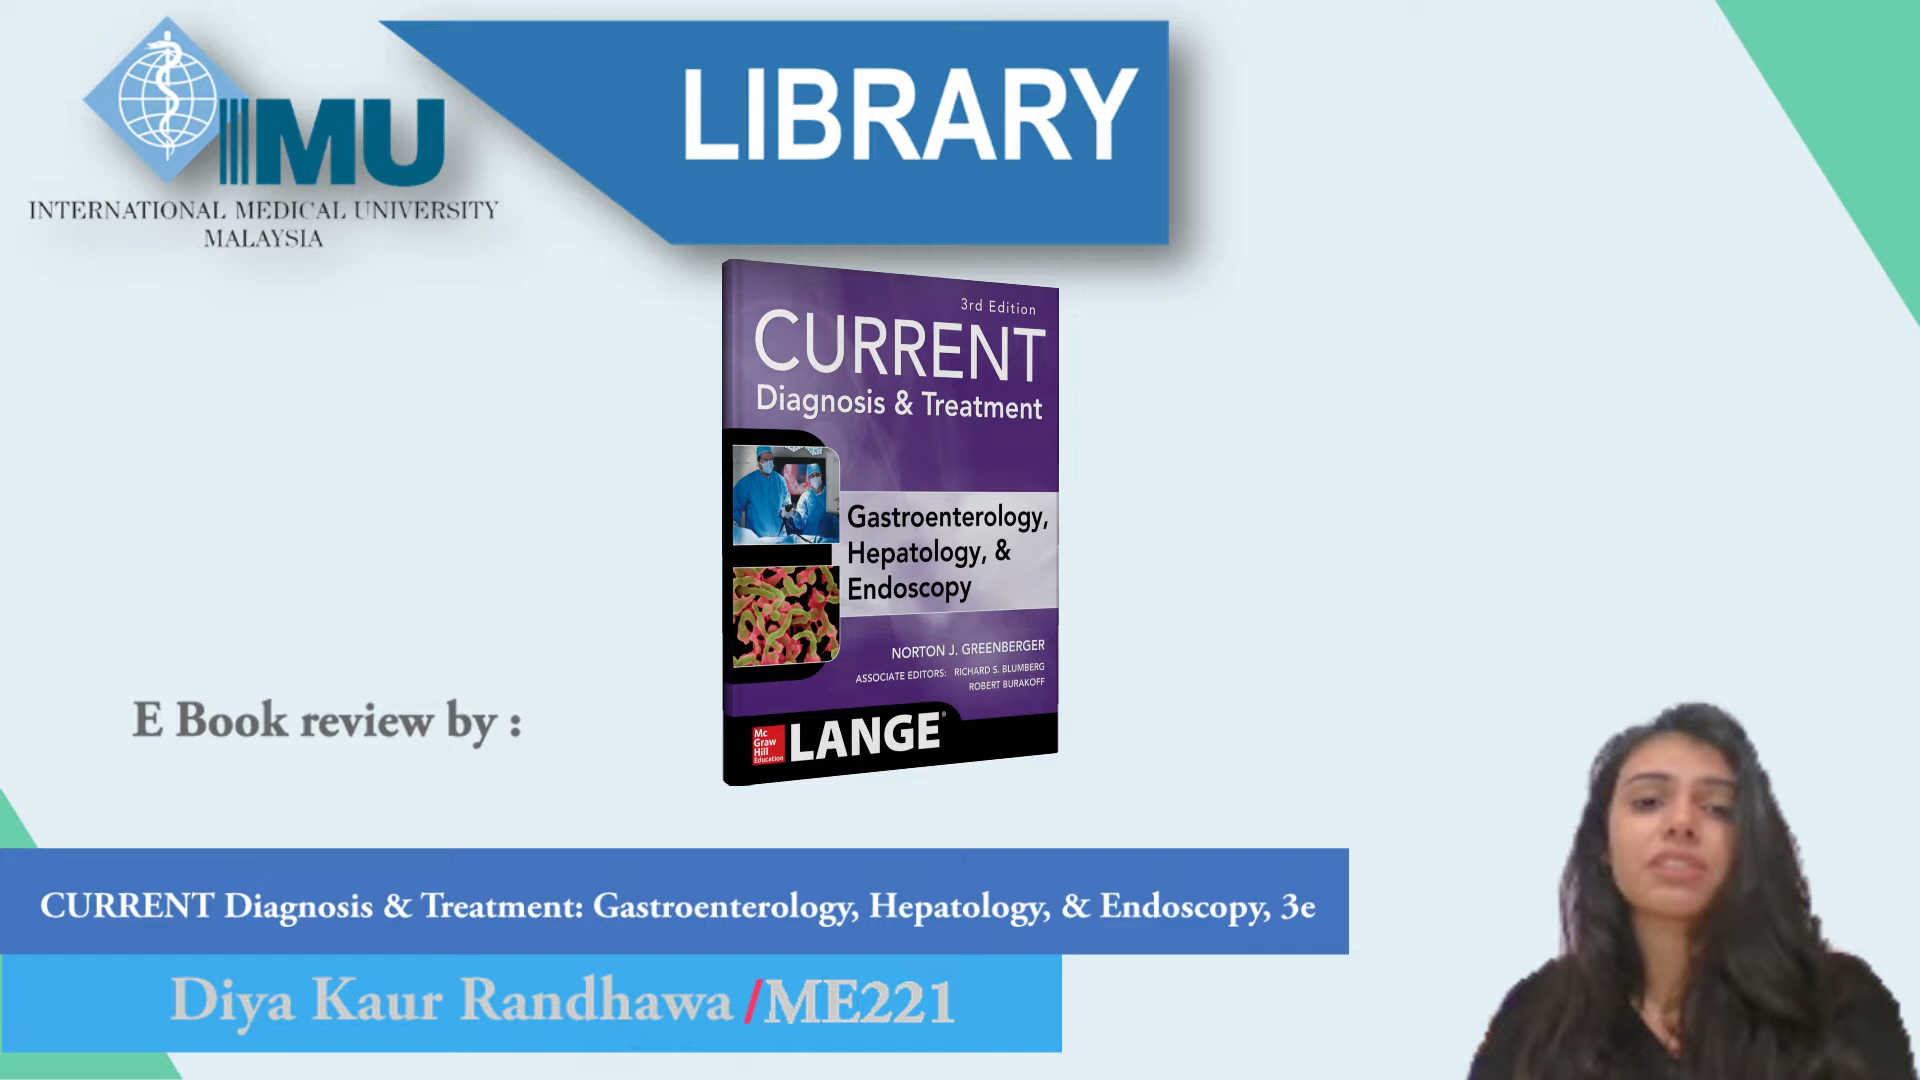 IMU
INTERNATIONAL MEDICAL UNIVERSITY
MALAYSIA
LIBRARY
3rd Edition
CURRENT
Diagnosis & Treatment
Gastroenterology,
Hepatology, &
Endoscopy
NORTON J. GREENBERGER
ASSOCIATE EDITORS: RICHARD S. BLUMBERG
ROBERT BURAKOFF
Mc
Graw
Hill
Education
LANGE®
E Book review by :
CURRENT Diagnosis & Treatment: Gastroenterology, Hepatology, & Endoscopy, 3e
Diya Kaur Randhawa /ME221